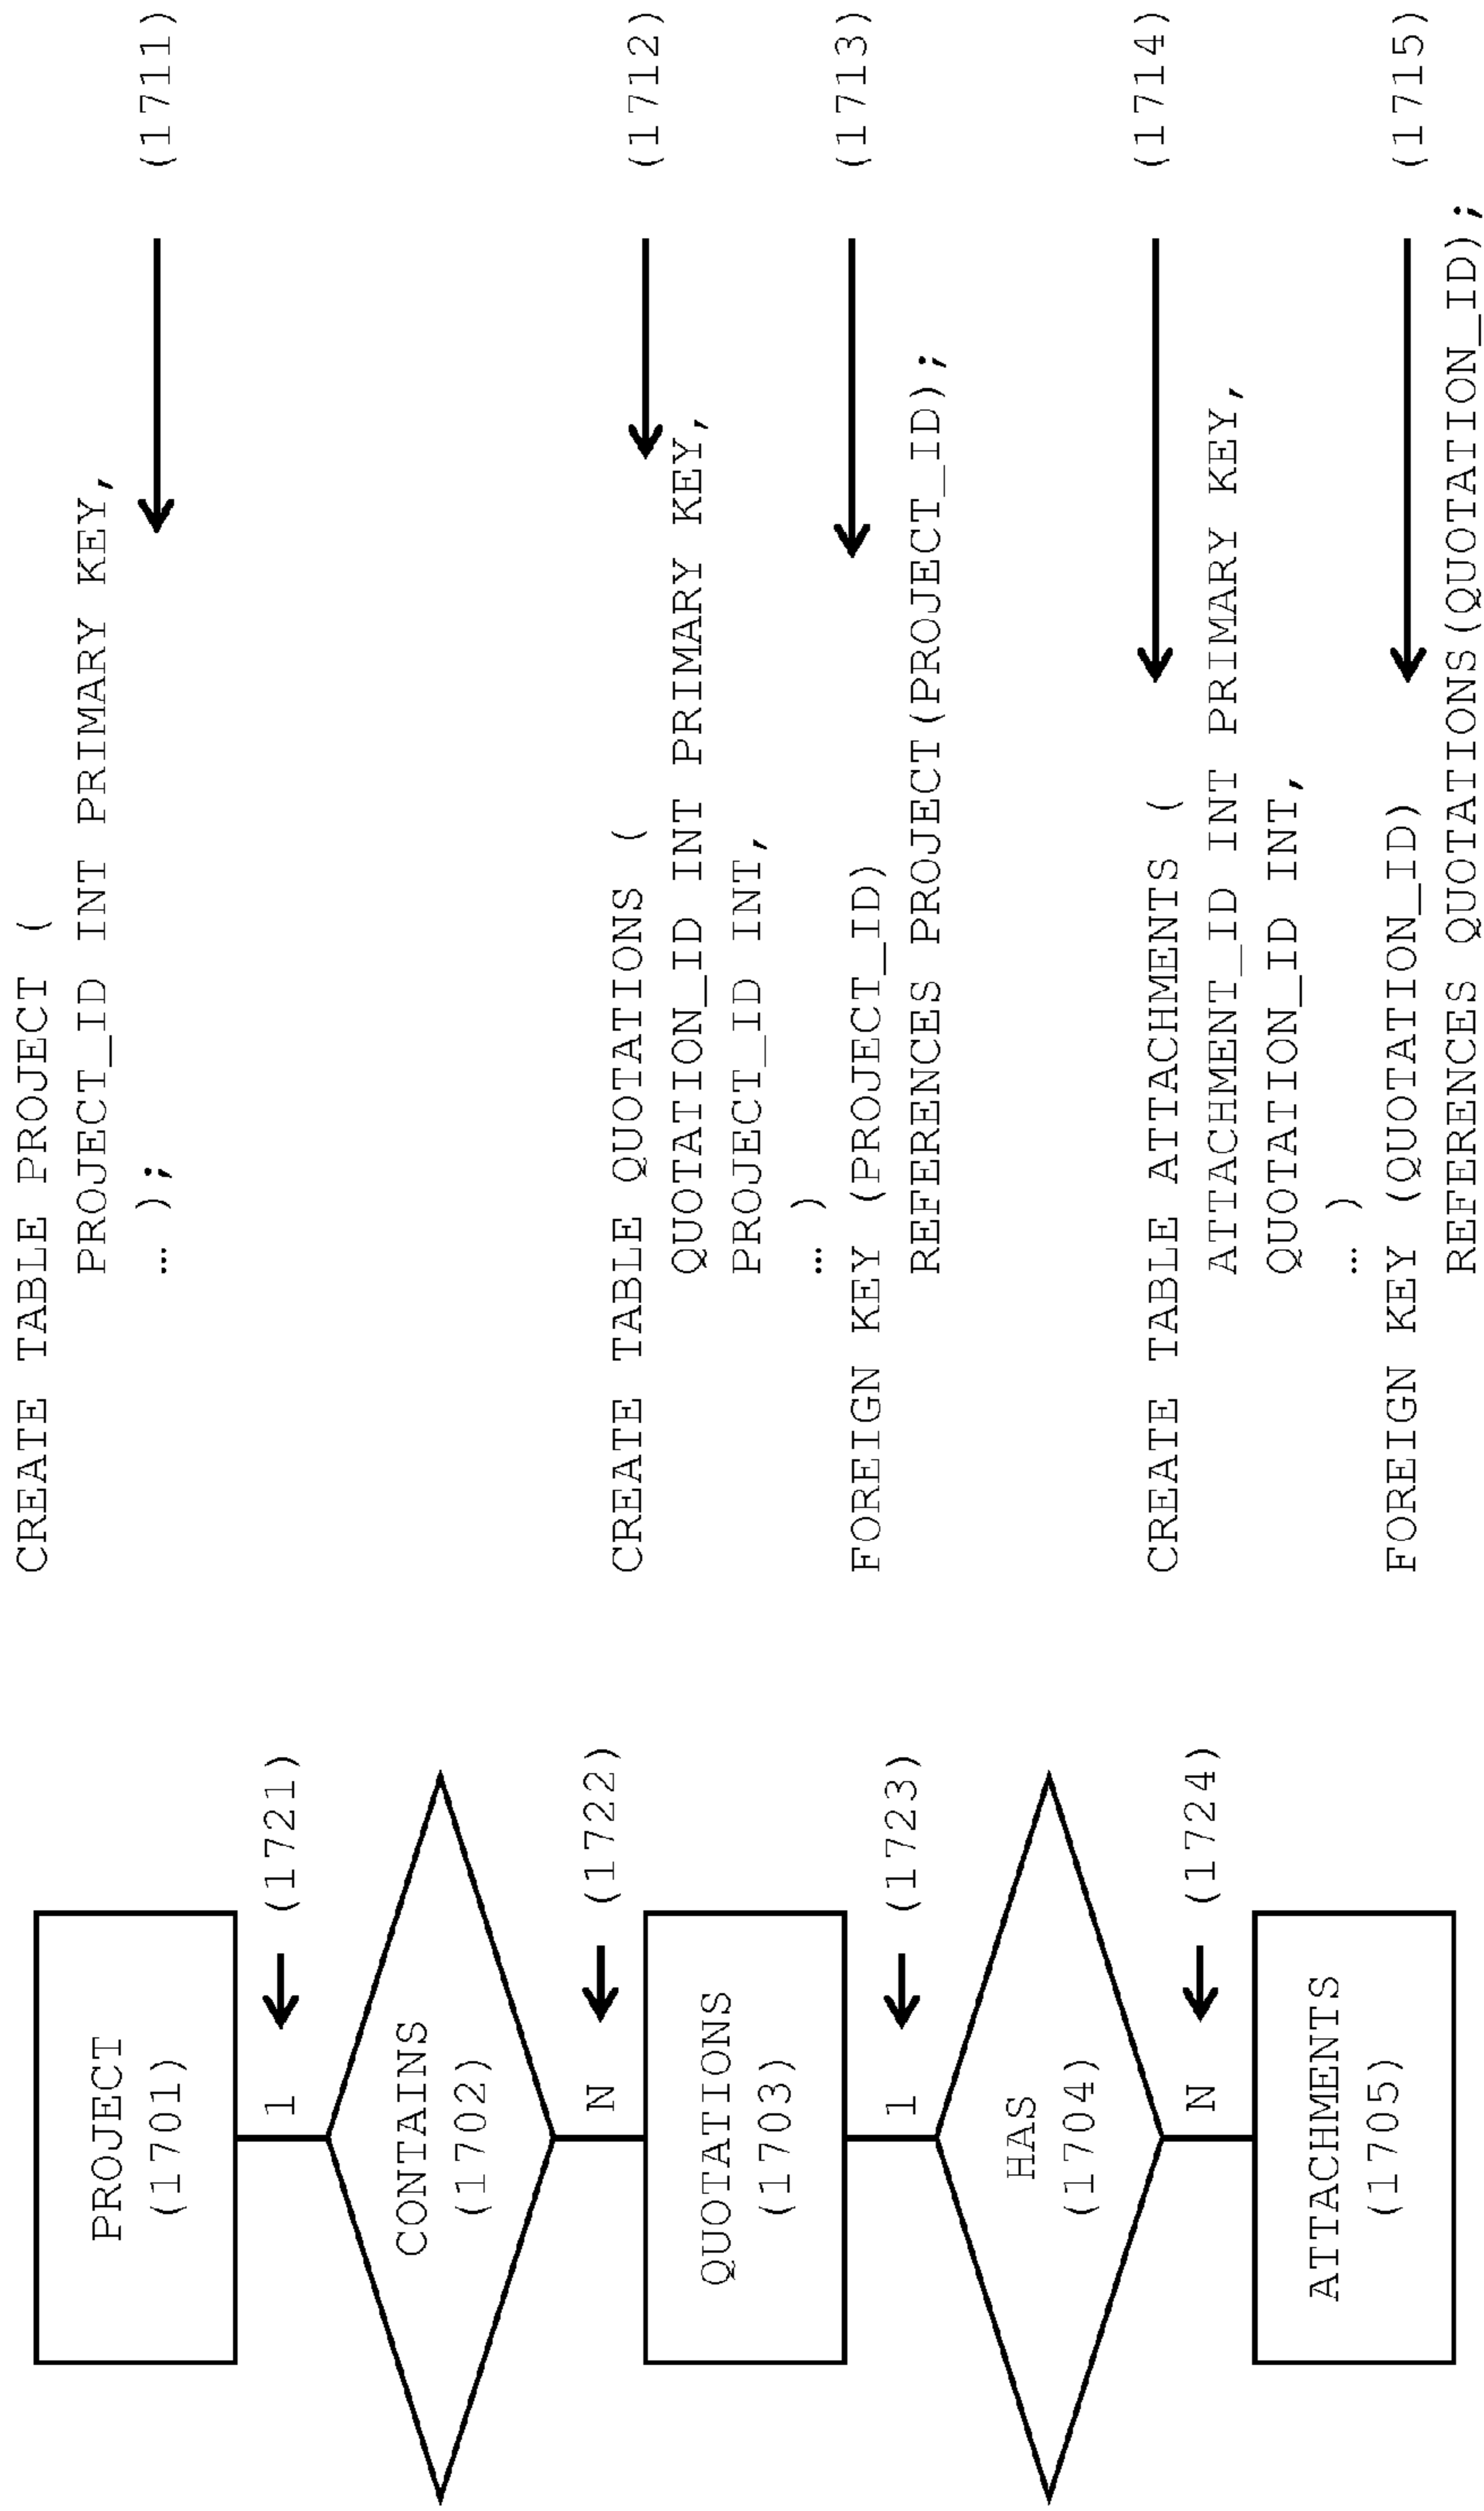 PROJECT
(1701)
1
(1721)
CONTAINS
(1702)
N
(1722)
QUOTATIONS
(1703)
1
(1723)
HAS
(1704)
N
(1724)
ATTACHMENTS
(1705)
CREATE TABLE PROJECT (
PROJECT_ID INT PRIMARY KEY,
… );
(1711)
CREATE TABLE QUOTATIONS (
(1712)
QUOTATION_ID INT PRIMARY KEY,
PROJECT_ID INT,
… )
FOREIGN KEY (PROJECT_ID)
(1713)
REFERENCES PROJECT(PROJECT_ID);
CREATE TABLE ATTACHMENTS (
(1714)
ATTACHMENT_ID INT PRIMARY KEY,
QUOTATION_ID INT,
… )
FOREIGN KEY (QUOTATION_ID)
(1715)
REFERENCES QUOTATIONS(QUOTATION_ID);